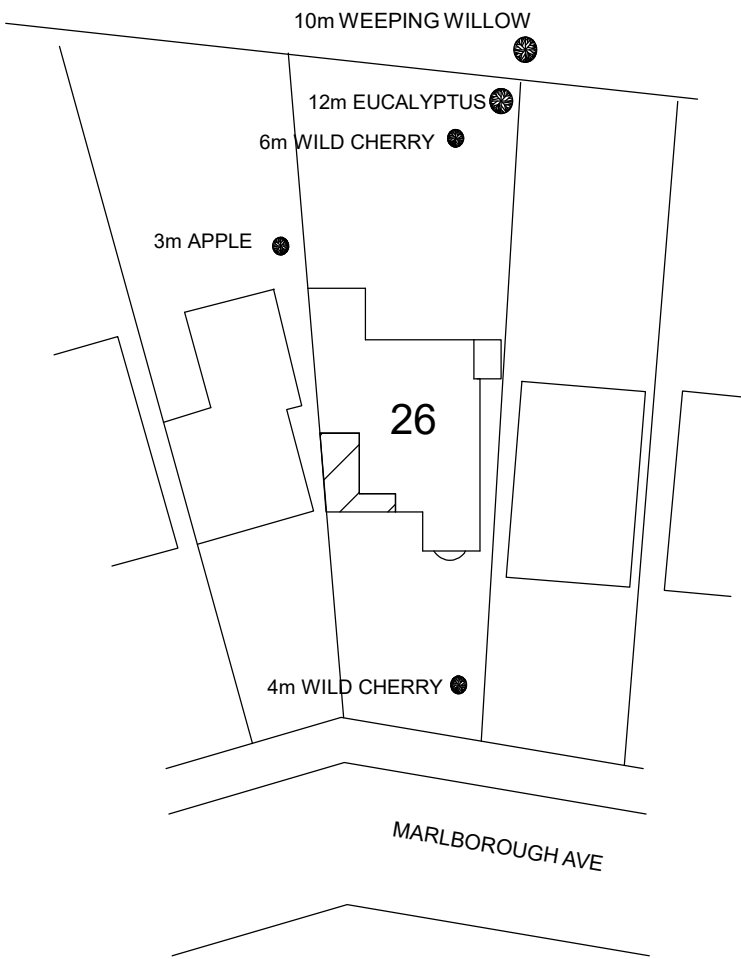 10m WEEPING WILLOW
12m EUCALYPTUS
6m WILD CHERRY
3m APPLE
26
4m WILD CHERRY
MARLBOROUGH AVE